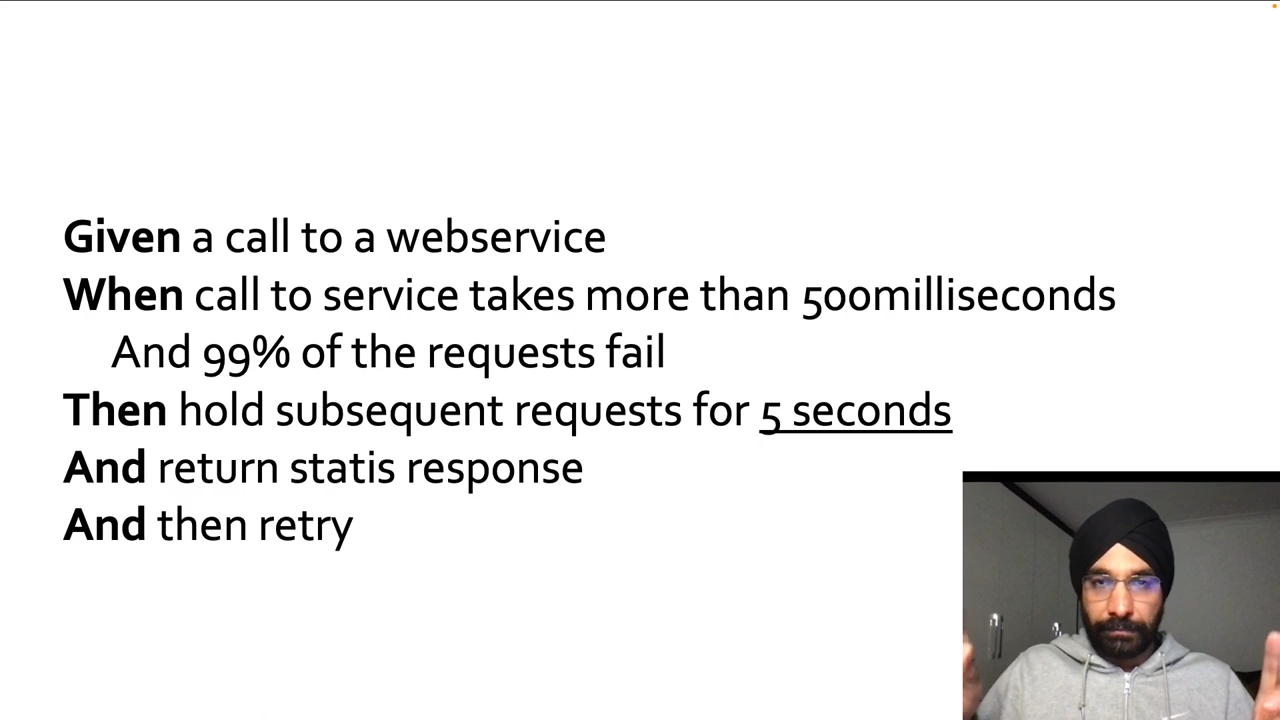 Given a call to a webservice
When call to service takes more than 500milliseconds
And 99% of the requests fail
Then hold subsequent requests for 5 seconds
And return statis response
And then retry